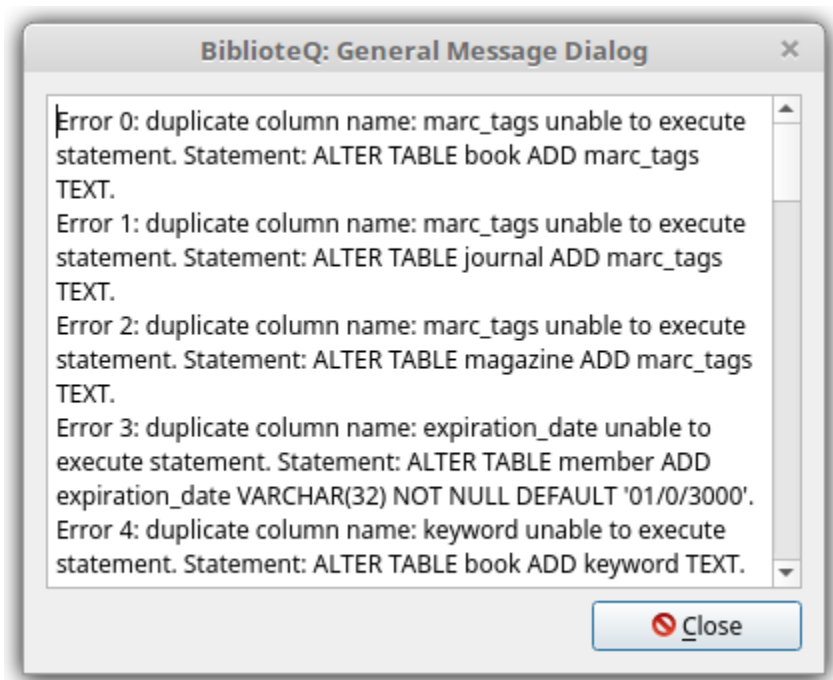 BiblioteQ: General Message Dialog
Error 0: duplicate column name: marc_tags unable to execute
statement. Statement: ALTER TABLE book ADD marc_tags
TEXT.
Error 1: duplicate column name: marc_tags unable to execute
statement. Statement: ALTER TABLE journal ADD marc_tags
TEXT.
Error 2: duplicate column name: marc_tags unable to execute
statement. Statement: ALTER TABLE magazine ADD marc_tags
TEXT.
Error 3: duplicate column name: expiration_date unable to
execute statement. Statement: ALTER TABLE member ADD
expiration_date VARCHAR(32) NOT NULL DEFAULT '01/0/3000'.
Error 4: duplicate column name: keyword unable to execute
statement. Statement: ALTER TABLE book ADD keyword TEXT.
Close